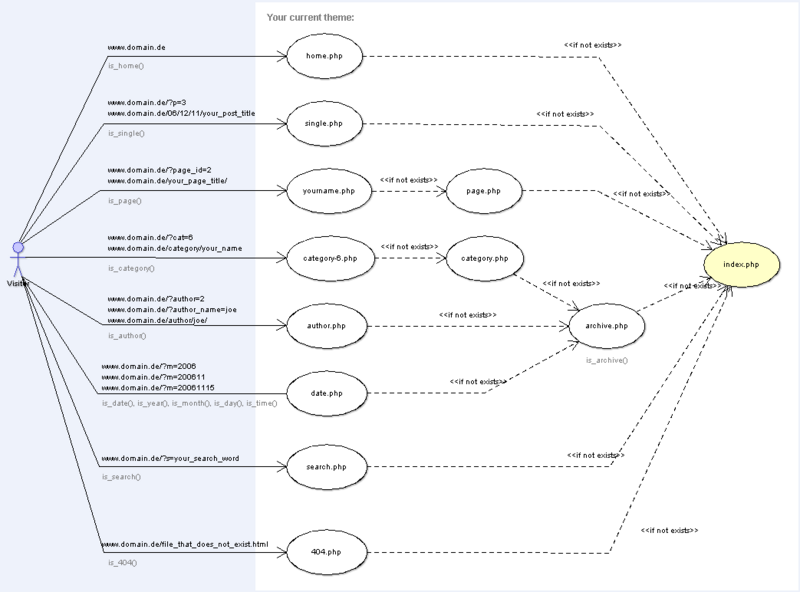 Your current theme:
www.domain.de
is_home()
home.php
<<if not exists>>
www.domain.de/?p=3
www.domain.de/06/12/11/your_post_title
is_single()
single.php
<<if not exists>>
www.domain.de/?page_id=2
www.domain.de/your_page_title/
is_page()
yourname.php
<<if not exists>>
page.php
<<if not exists>>
www.domain.de/?cat=6
www.domain.de/category/your_name
is_category()
category-6.php
<<if not exists>>
category.php
<<if not exists>>
index.php
<<if not exists>>
Visiter
www.domain.de/?author=2
www.domain.de/?author_name=joe
www.domain.de/author/joe/
is_author()
author.php
<<if not exists>>
archive.php
is_archive()
www.domain.de/?m=2006
www.domain.de/?m=200611
www.domain.de/?m=20061115
is_date(), is_year(), is_month(), is_day(), is_time()
date.php
<<if not exists>>
www.domain.de/?s=your_search_word
is_search()
search.php
<<if not exists>>
www.domain.de/file_that_does_not_exist.html
is_404()
404.php
<<if not exists>>